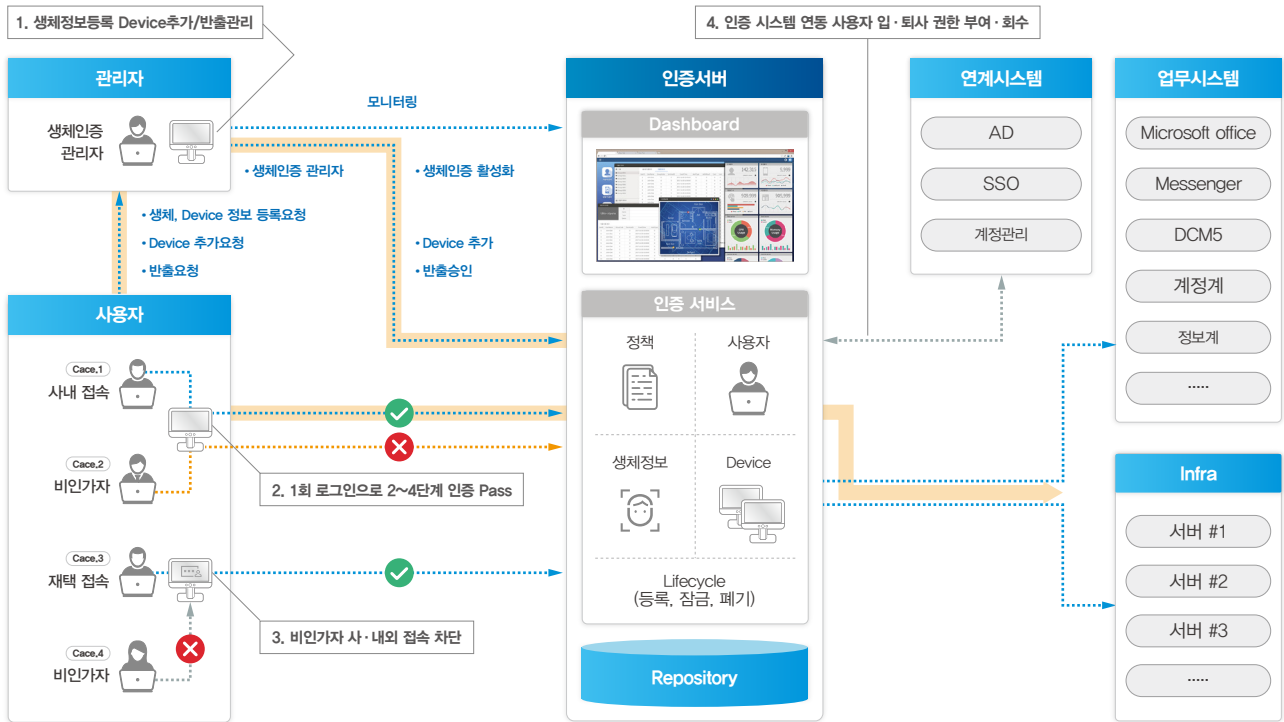 1. 생체정보등록 Device추가/반출관리
4. 인증 시스템 연동 사용자 입·퇴사 권한 부여·회수
관리자
생체인증
관리자
모니터링
• 생체인증 관리자
• 생체인증 활성화
• 생체, Device 정보 등록요청
• Device 추가요청
• 반출요청
• Device 추가
• 반출승인
사용자
Cace.1
사내 접속
Cace.2
비인가자
2. 1회 로그인으로 2~4단계 인증 Pass
Cace.3
재택 접속
3. 비인가자 사·내외 접속 차단
Cace.4
비인가자
인증서버
Dashboard
인증 서비스
정책
사용자
생체정보
Device
Lifecycle
(등록, 잠금, 폐기)
Repository
연계시스템
AD
SSO
계정관리
업무시스템
Microsoft office
Messenger
DCM5
계정계
정보계
.....
Infra
서버 #1
서버 #2
서버 #3
.....